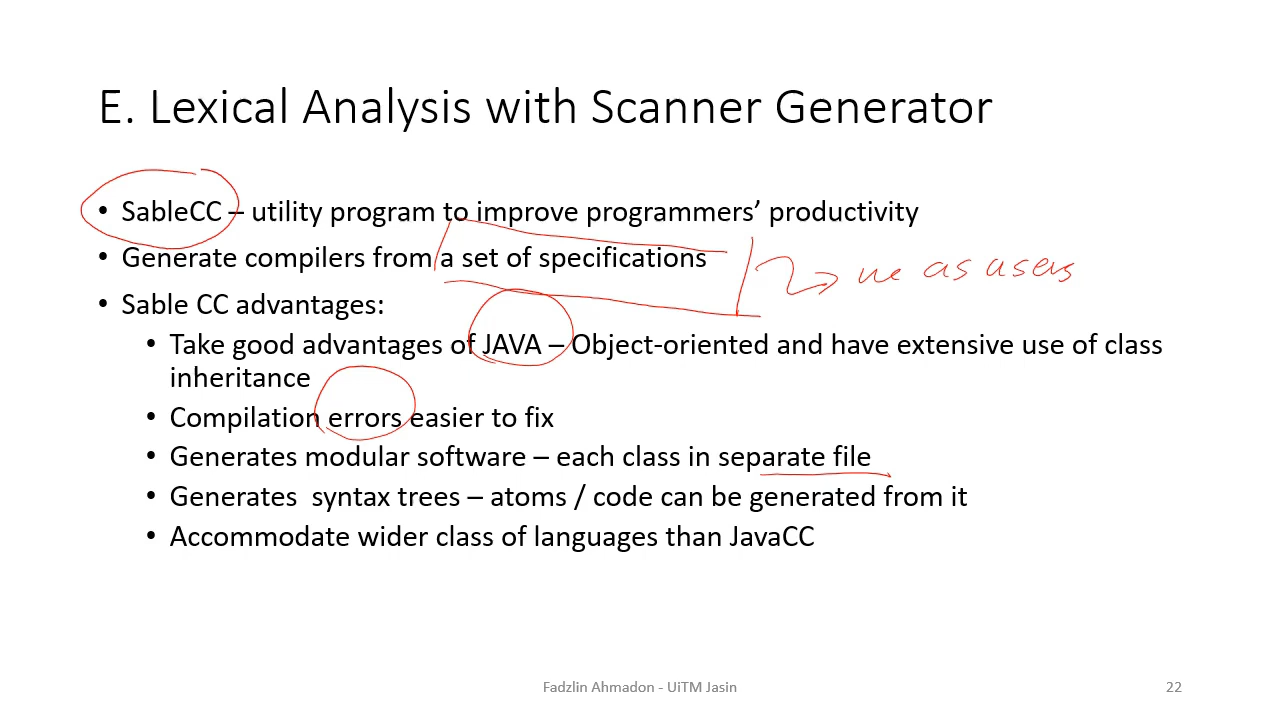 E. Lexical Analysis with Scanner Generator
• SableCC – utility program to improve programmers’ productivity
• Generate compilers from a set of specifications
we as users
• Sable CC advantages:
• Take good advantages of JAVA – Object-oriented and have extensive use of class
inheritance
• Compilation errors easier to fix
• Generates modular software – each class in separate file
• Generates  syntax trees – atoms / code can be generated from it
• Accommodate wider class of languages than JavaCC
Fadzlin Ahmadon - UiTM Jasin
22